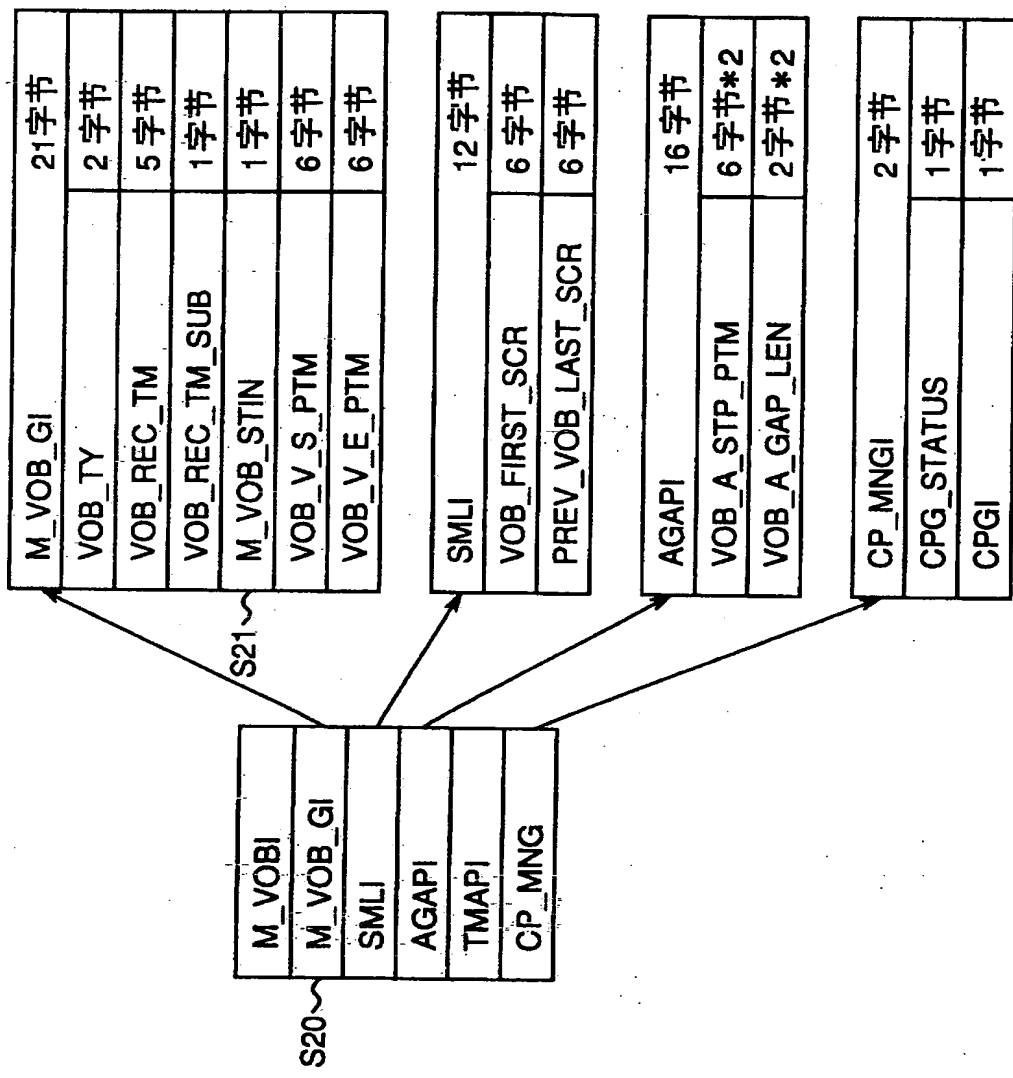 S20
M_VOBI
M_VOB_GI
SMLI
AGAPI
TMAPI
CP_MNG
S21
M_VOB_GI 21字节
VOB_TY 2字节
VOB_REC_TM 5字节
VOB_REC_TM_SUB 1字节
M_VOB_STIN 1字节
VOB_V_S_PTM 6字节
VOB_V_E_PTM 6字节
SMLI 12字节
VOB_FIRST_SCR 6字节
PREV_VOB_LAST_SCR 6字节
AGAPI 16字节
VOB_A_STP_PTM 6字节*2
VOB_A_GAP_LEN 2字节*2
CP_MNGI 2字节
CPG_STATUS 1字节
CPGI 1字节